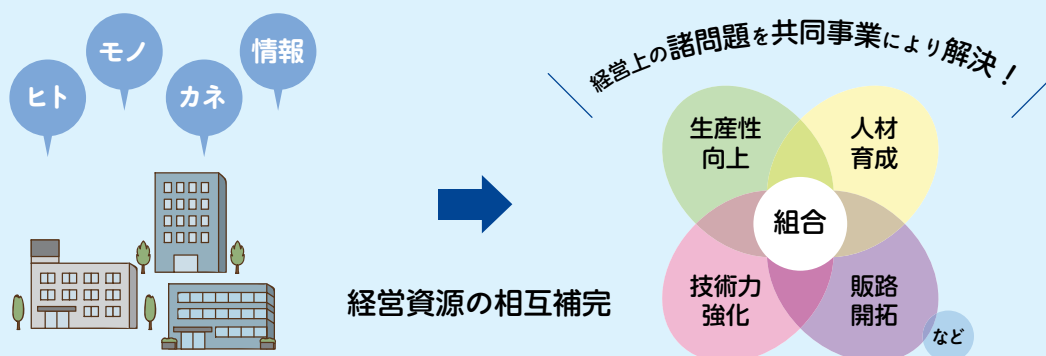 ヒト
モノ
カネ
情報
経営資源の相互補完
経営上の諸問題を共同事業により解決！
生産性
向上
人材
育成
組合
技術力
強化
販路
開拓
など